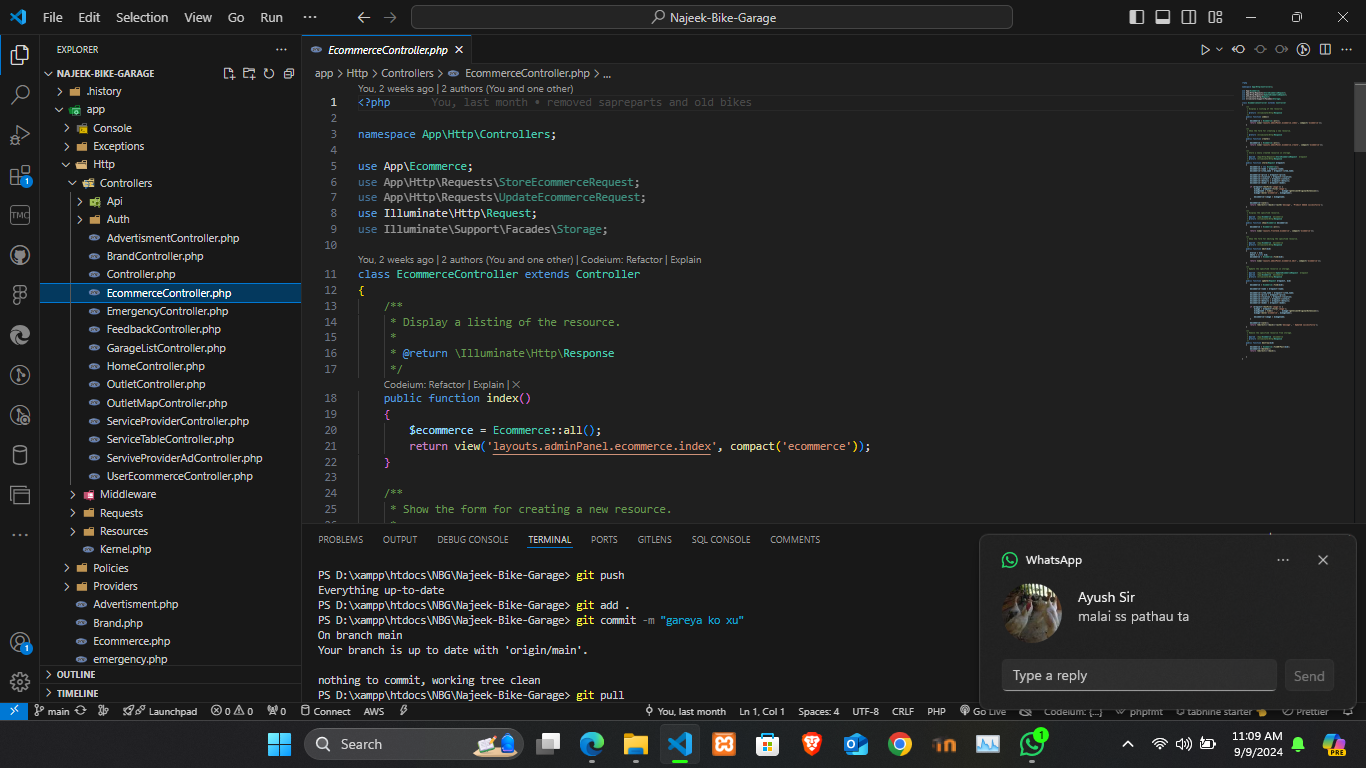 File Edit Selection View Go Run ··· Najeek-Bike-Garage
EXPLORER
EcommerceController.php
NAJEEK-BIKE-GARAGE
.history
app
Console
Exceptions
Http
Controllers
Api
Auth
AdvertismentController.php
BrandController.php
Controller.php
EcommerceController.php
EmergencyController.php
FeedbackController.php
GarageListController.php
HomeController.php
OutletController.php
OutletMapController.php
ServiceProviderController.php
ServiceTableController.php
ServiveProviderAdController.php
UserEcommerceController.php
Middleware
Requests
Resources
Kernel.php
Policies
Providers
Advertisment.php
Brand.php
Ecommerce.php
emergency.php
OUTLINE
TIMELINE
TMC
1
1
app > Http > Controllers > EcommerceController.php > ...
You, 2 weeks ago | 2 authors (You and one other)
1 <?php You, last month • removed sapreparts and old bikes
2
3 namespace App\Http\Controllers;
4
5 use App\Ecommerce;
6 use App\Http\Requests\StoreEcommerceRequest;
7 use App\Http\Requests\UpdateEcommerceRequest;
8 use Illuminate\Http\Request;
9 use Illuminate\Support\Facades\Storage;
10
You, 2 weeks ago | 2 authors (You and one other) | Codeium: Refactor | Explain
11 class EcommerceController extends Controller
12 {
13 /**
14 * Display a listing of the resource.
15 *
16 * @return \Illuminate\Http\Response
17 */
Codeium: Refactor | Explain | ×
18 public function index()
19 {
20 $ecommerce = Ecommerce::all();
21 return view('layouts.adminPanel.ecommerce.index', compact('ecommerce'));
22 }
23
24 /**
25 * Show the form for creating a new resource.
PROBLEMS OUTPUT DEBUG CONSOLE TERMINAL PORTS GITLENS SQL CONSOLE COMMENTS
PS D:\xampp\htdocs\NBG\Najeek-Bike-Garage> git push
Everything up-to-date
PS D:\xampp\htdocs\NBG\Najeek-Bike-Garage> git add .
PS D:\xampp\htdocs\NBG\Najeek-Bike-Garage> git commit -m "gareya ko xu"
On branch main
Your branch is up to date with 'origin/main'.
nothing to commit, working tree clean
PS D:\xampp\htdocs\NBG\Najeek-Bike-Garage> git pull
WhatsApp
Ayush Sir
malai ss pathau ta
Type a reply Send
main Launchpad 0 0 0 Connect AWS You, last month Ln 1, Col 1 Spaces: 4 UTF-8 CRLF PHP Go Live Codeium: {...} phpfmt tabnine starter Prettier
Search 1 PRE
11:09 AM
9/9/2024